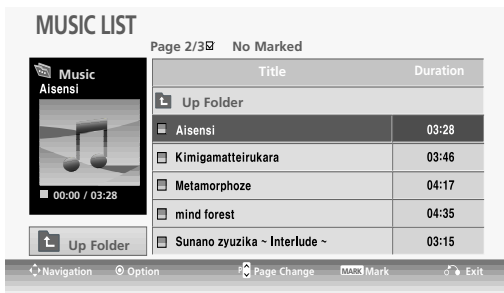 MUSIC LIST
Page 2/3 No Marked
Music
Aisensi
00:00 / 03:28
Up Folder
Title Duration
Up Folder
Aisensi 03:28
Kimigamatteirukara 03:46
Metamorphoze 04:17
mind forest 04:35
Sunano zyuzika ~ Interlude ~ 03:15
Navigation Option P Page Change MARK Mark Exit